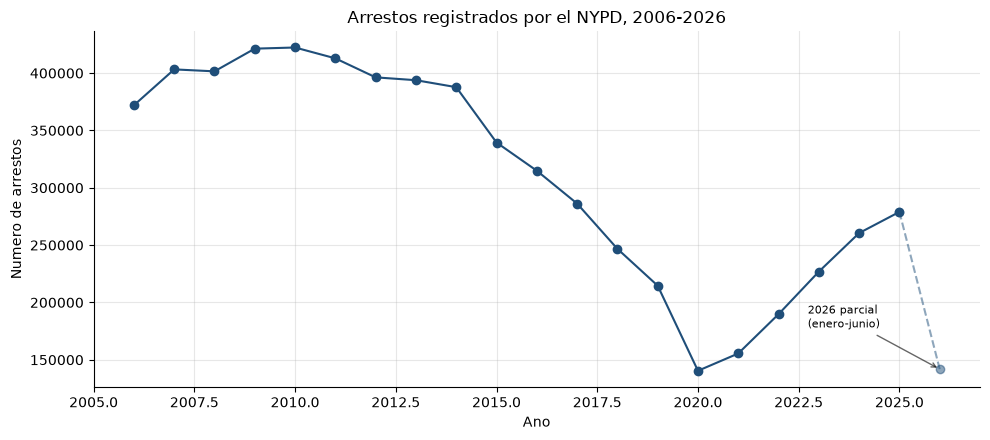 Arrestos registrados por el NYPD, 2006-2026
Numero de arrestos
400000
350000
300000
250000
200000
150000
2026 parcial
(enero-junio)
2005.0 2007.5 2010.0 2012.5 2015.0 2017.5 2020.0 2022.5 2025.0
Ano